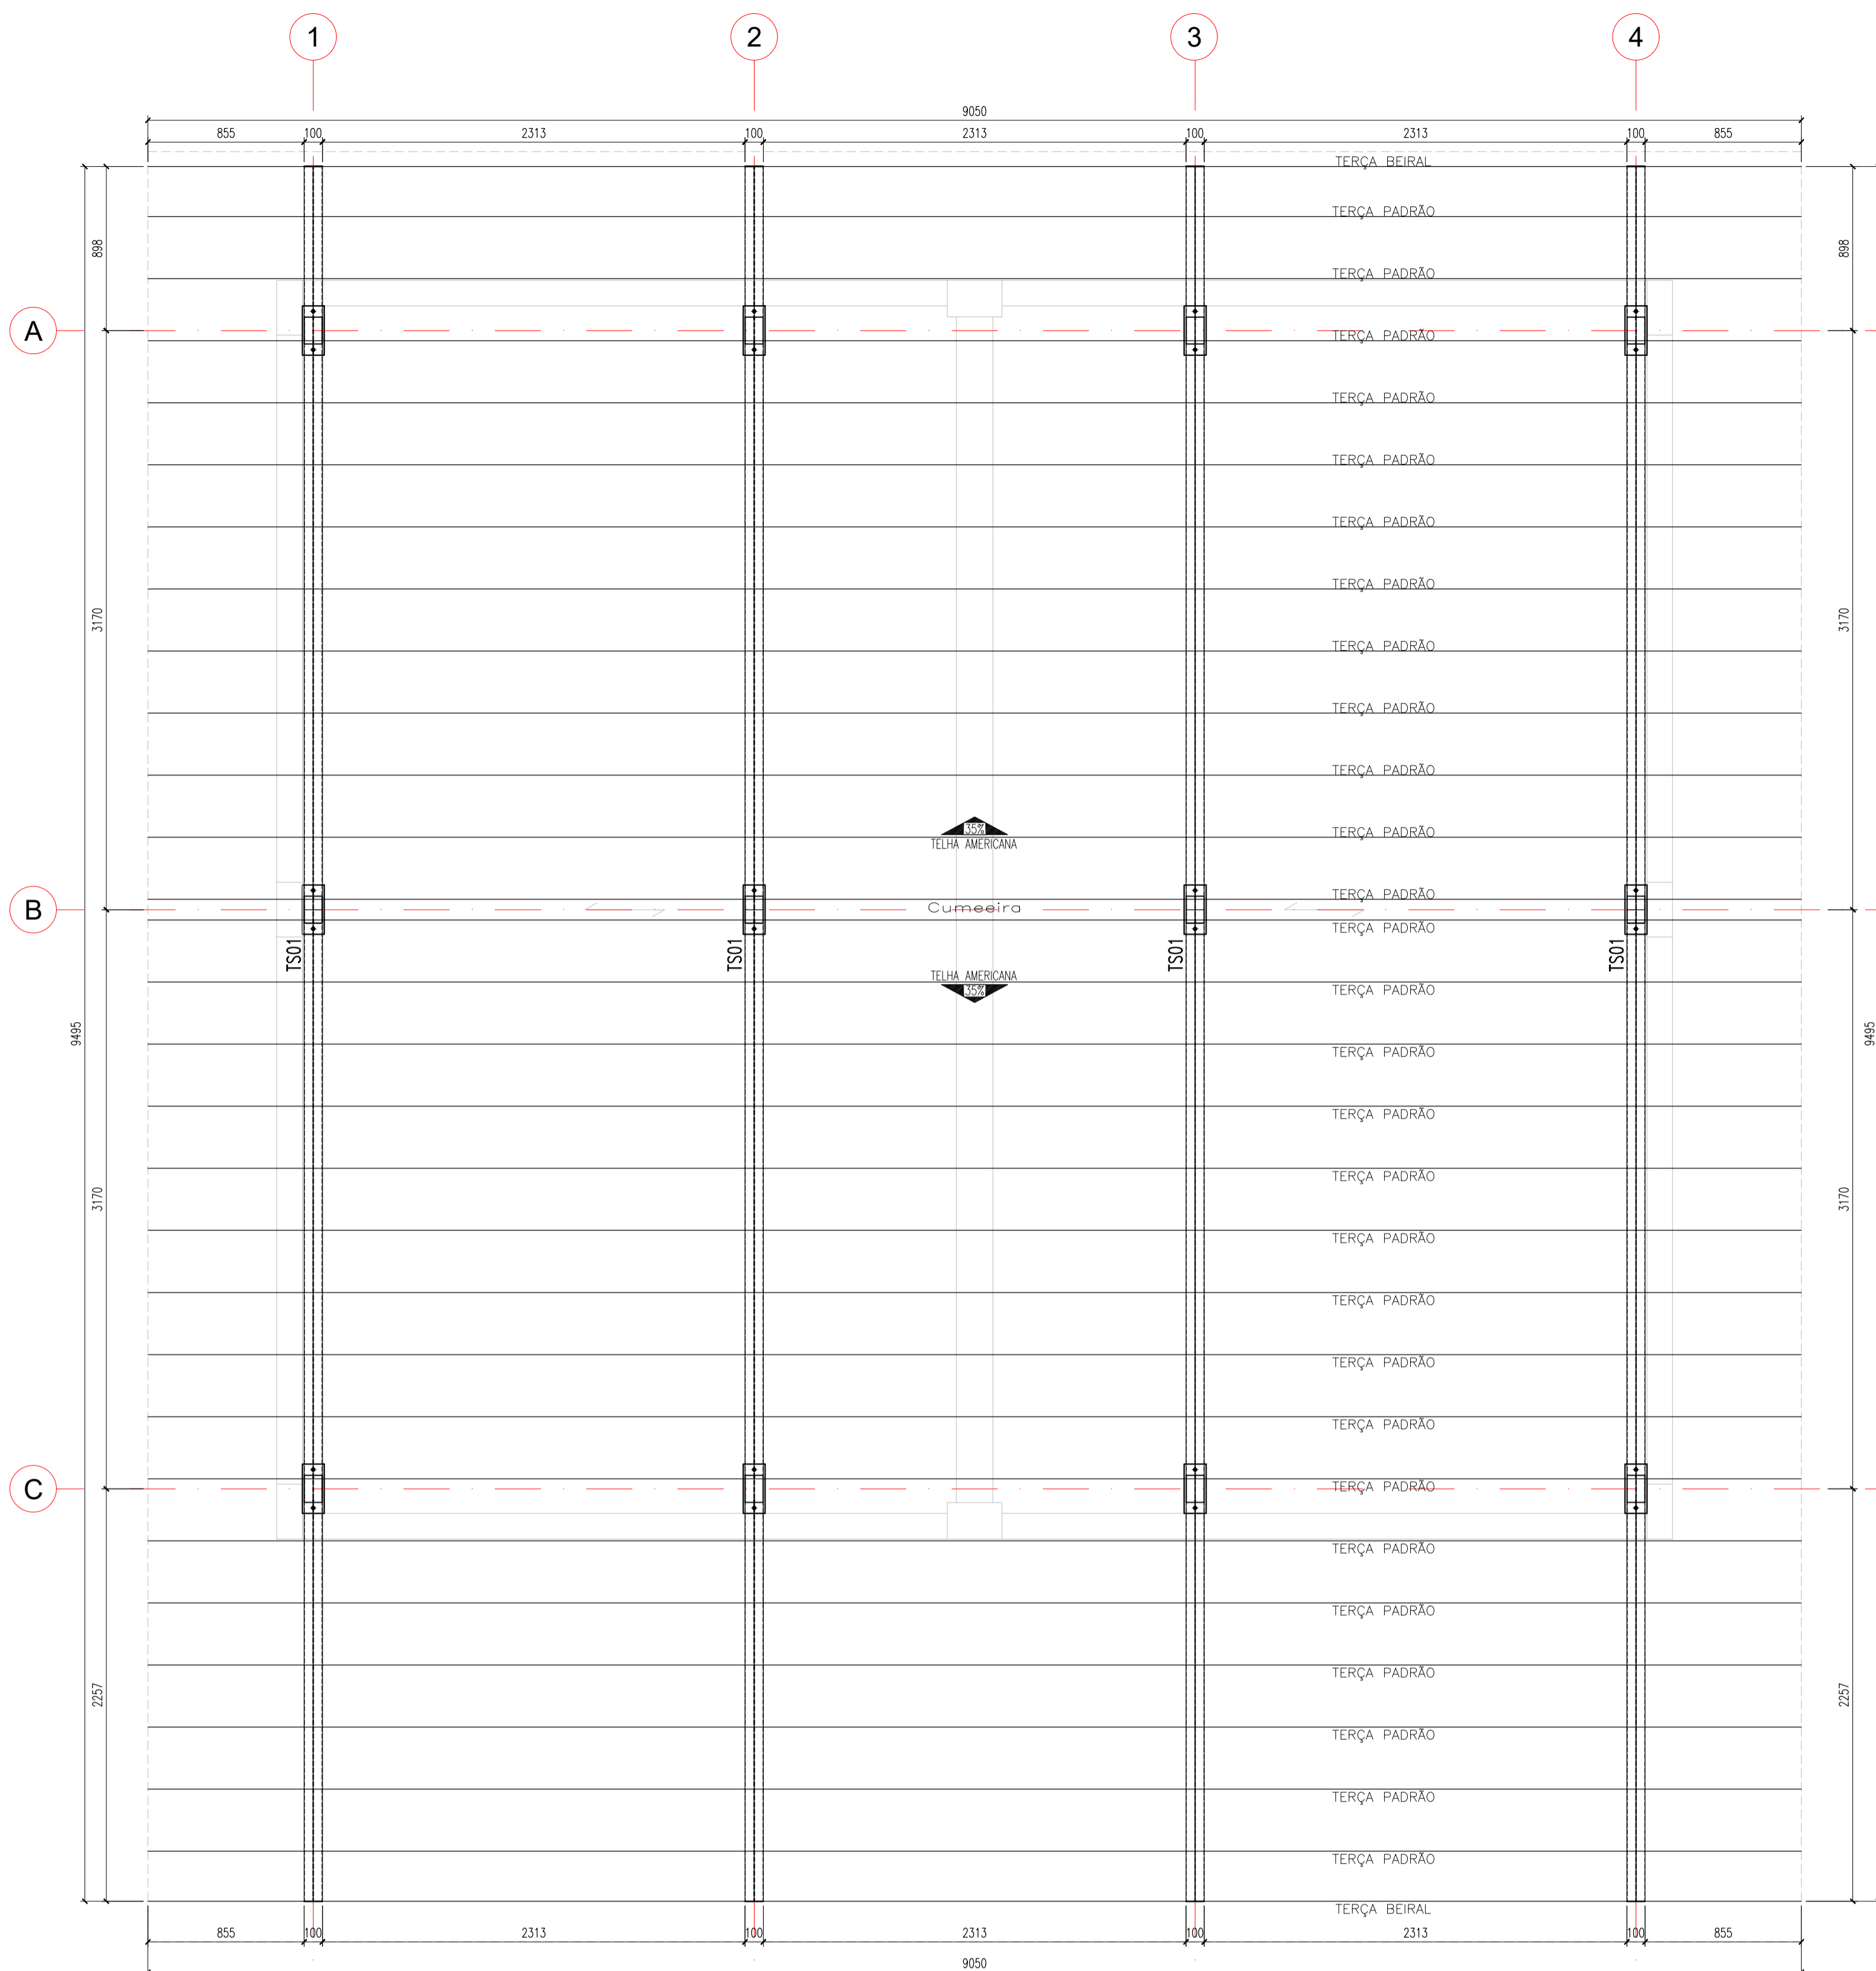 1 2 3 4
9050
855 100 2313 100 2313 100 2313 100 855
TERÇA BEIRAL
TERÇA PADRÃO
898 898
TERÇA PADRÃO
A
TERÇA PADRÃO
TERÇA PADRÃO
TERÇA PADRÃO
TERÇA PADRÃO
TERÇA PADRÃO
3170 3170
TERÇA PADRÃO
TERÇA PADRÃO
TERÇA PADRÃO
35%
TERÇA PADRÃO
TELHA AMERICANA
TERÇA PADRÃO
B
Cumeeira
TERÇA PADRÃO
TS01 TS01 TS01 TS01
TELHA AMERICANA
35%
TERÇA PADRÃO
9495 9495
TERÇA PADRÃO
TERÇA PADRÃO
TERÇA PADRÃO
3170 3170
TERÇA PADRÃO
TERÇA PADRÃO
TERÇA PADRÃO
TERÇA PADRÃO
C
TERÇA PADRÃO
TERÇA PADRÃO
TERÇA PADRÃO
TERÇA PADRÃO
2257 2257
TERÇA PADRÃO
TERÇA PADRÃO
TERÇA PADRÃO
TERÇA BEIRAL
855 100 2313 100 2313 100 2313 100 855
9050